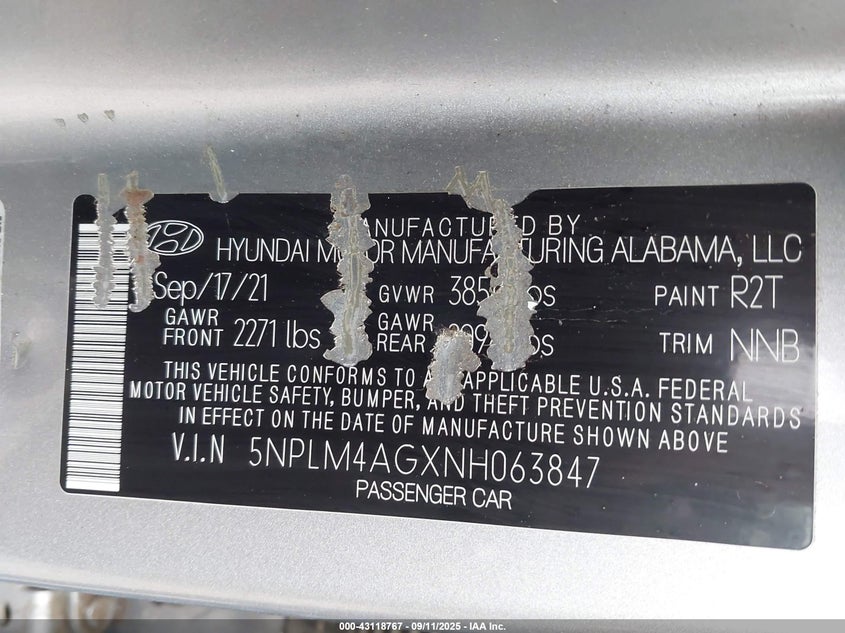 MANUFACTURED BY
HYUNDAI MOTOR MANUFACTURING ALABAMA, LLC
Sep/17/21 GVWR PAINT R2T
GAWR FRONT 2271 lbs GAWR REAR TRIM NNB
THIS VEHICLE CONFORMS TO APPLICABLE U.S.A. FEDERAL
MOTOR VEHICLE SAFETY, BUMPER, AND THEFT PREVENTION STANDARDS
IN EFFECT ON THE DATE OF MANUFACTURE SHOWN ABOVE
V.I.N 5NPLM4AGXNH063847
PASSENGER CAR
000-43118767 - 09/11/2025 - IAA Inc.